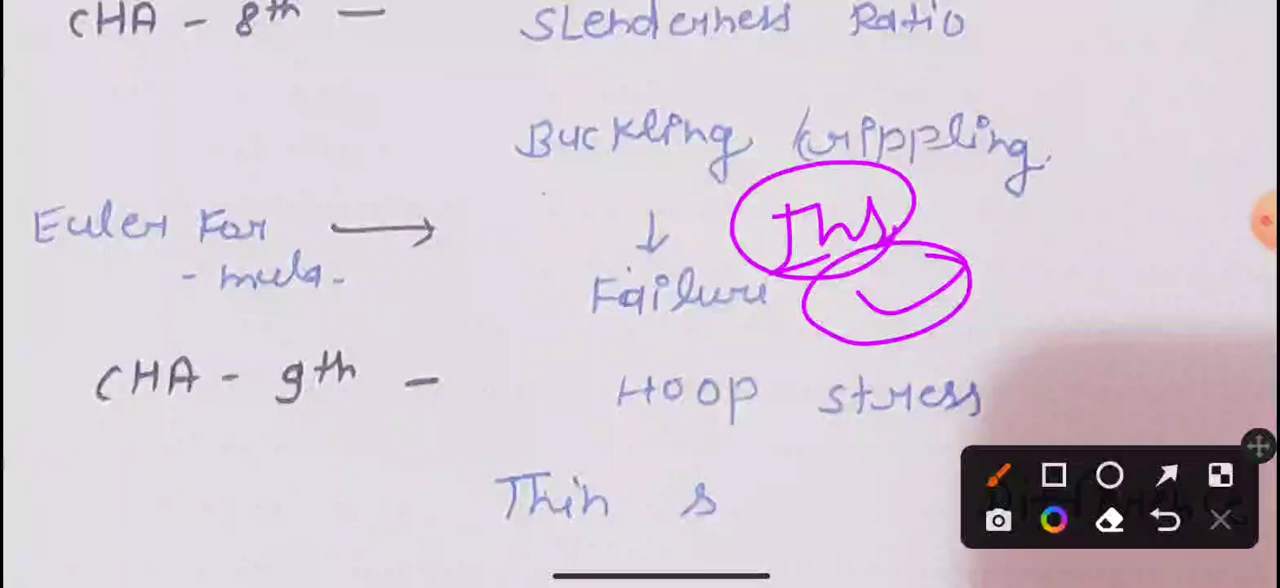 CHA - 8th - Slenderness Ratio
Buckling Crippling.
Euler For → ↓
- mula - Failure
CHA - 9th - Hoop stress
Thin s